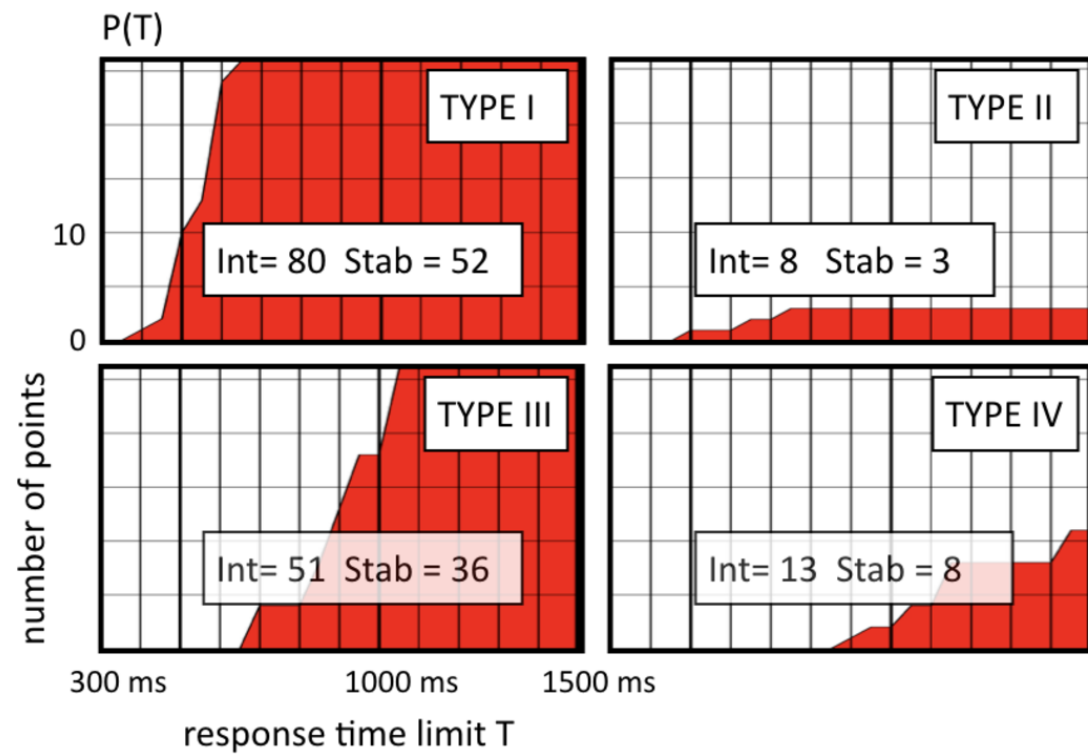 P(T)
TYPE I
TYPE II
10
Int= 80 Stab = 52
Int= 8 Stab = 3
0
number of points
TYPE III
TYPE IV
Int= 51 Stab = 36
Int= 13 Stab = 8
300 ms
1000 ms
1500 ms
response time limit T